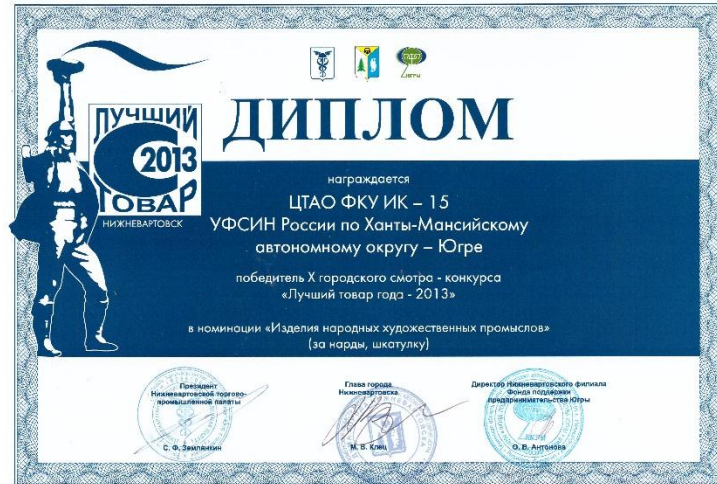 ДИПЛОМ
ЛУЧШИЙ
2013
ТОВАР
НИЖНЕВАРТОВСК
награждается
ЦТАО ФКУ ИК – 15
УФСИН России по Ханты-Мансийскому
автономному округу – Югре
победитель X городского смотра - конкурса
«Лучший товар года - 2013»
в номинации «Изделия народных художественных промыслов»
(за нарды, шкатулку)
Президент
Нижневартовской торгово-
промышленной палаты
С. Ф. Землянкин
Глава города
Нижневартовска
М. В. Клец
Директор Нижневартовского филиала
Фонда поддержки
предпринимательства Югры
О. В. Антонова